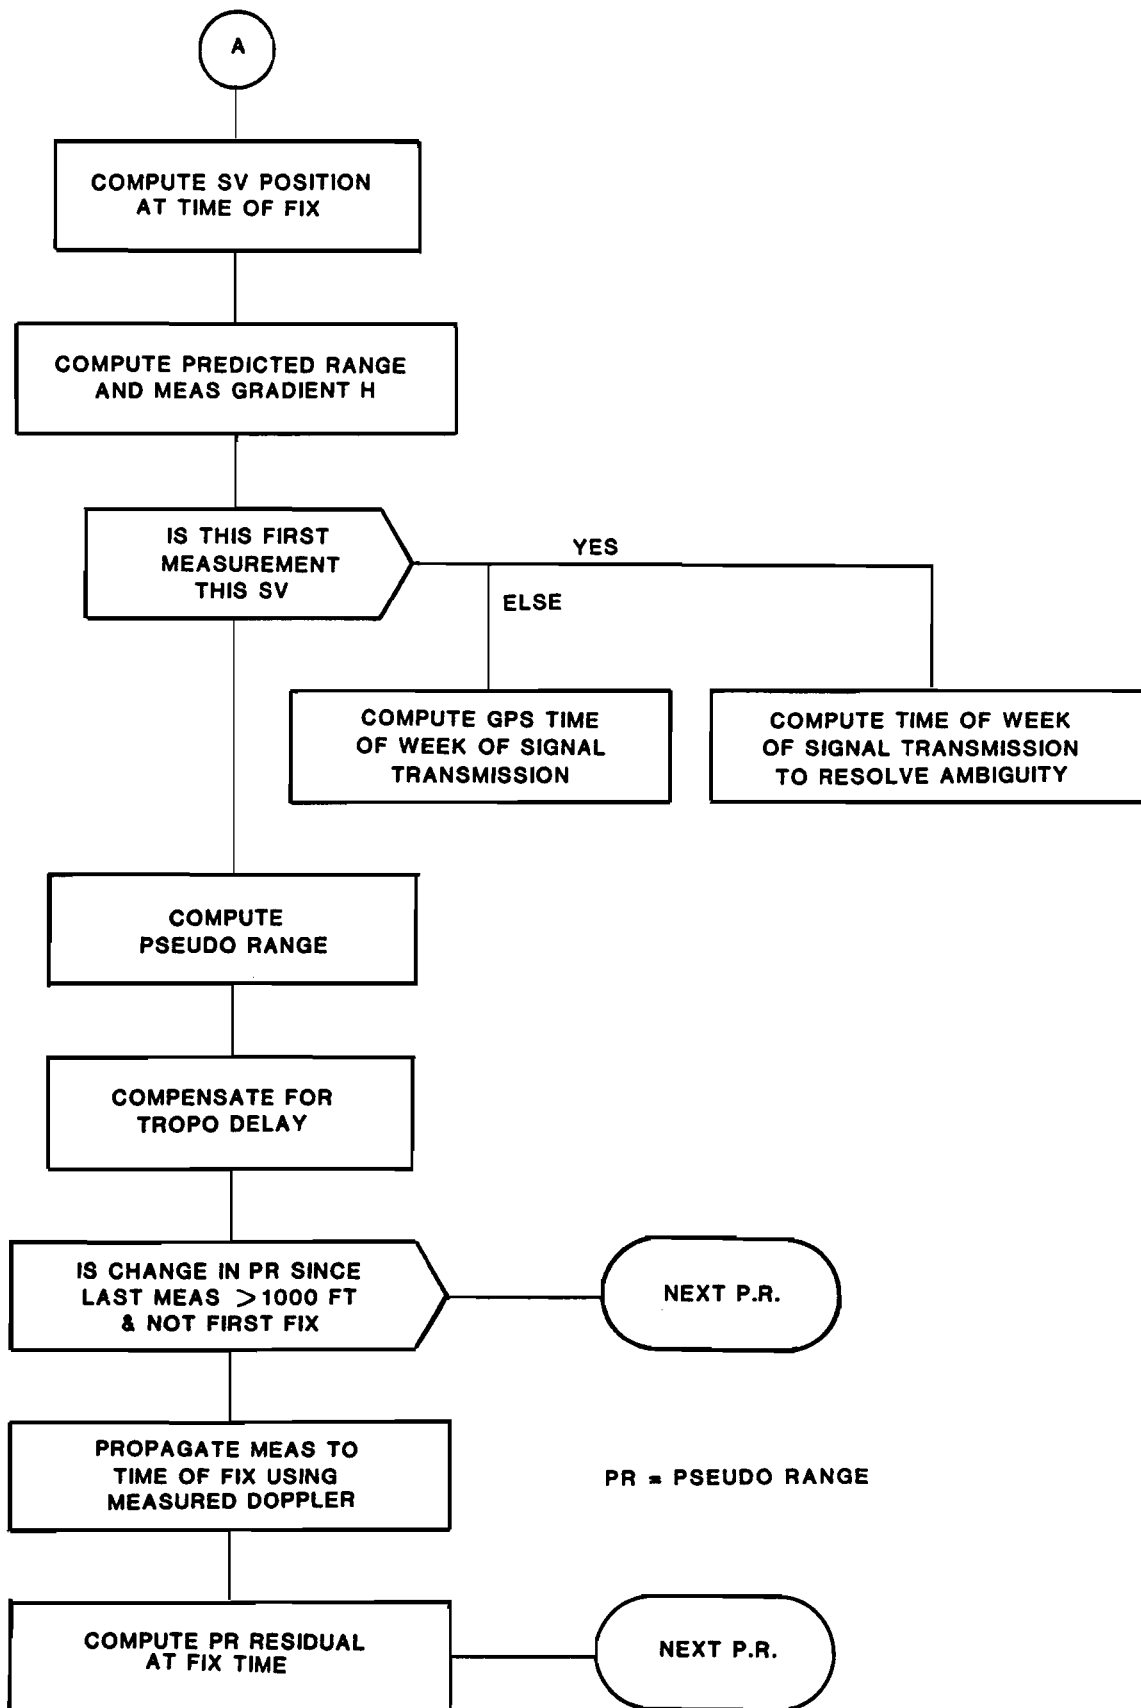 A
COMPUTE SV POSITION
AT TIME OF FIX
COMPUTE PREDICTED RANGE
AND MEAS GRADIENT H
IS THIS FIRST
MEASUREMENT
THIS SV
YES
ELSE
COMPUTE GPS TIME
OF WEEK OF SIGNAL
TRANSMISSION
COMPUTE TIME OF WEEK
OF SIGNAL TRANSMISSION
TO RESOLVE AMBIGUITY
COMPUTE
PSEUDO RANGE
COMPENSATE FOR
TROPO DELAY
IS CHANGE IN PR SINCE
LAST MEAS >1000 FT
& NOT FIRST FIX
NEXT P.R.
PROPAGATE MEAS TO
TIME OF FIX USING
MEASURED DOPPLER
PR = PSEUDO RANGE
COMPUTE PR RESIDUAL
AT FIX TIME
NEXT P.R.